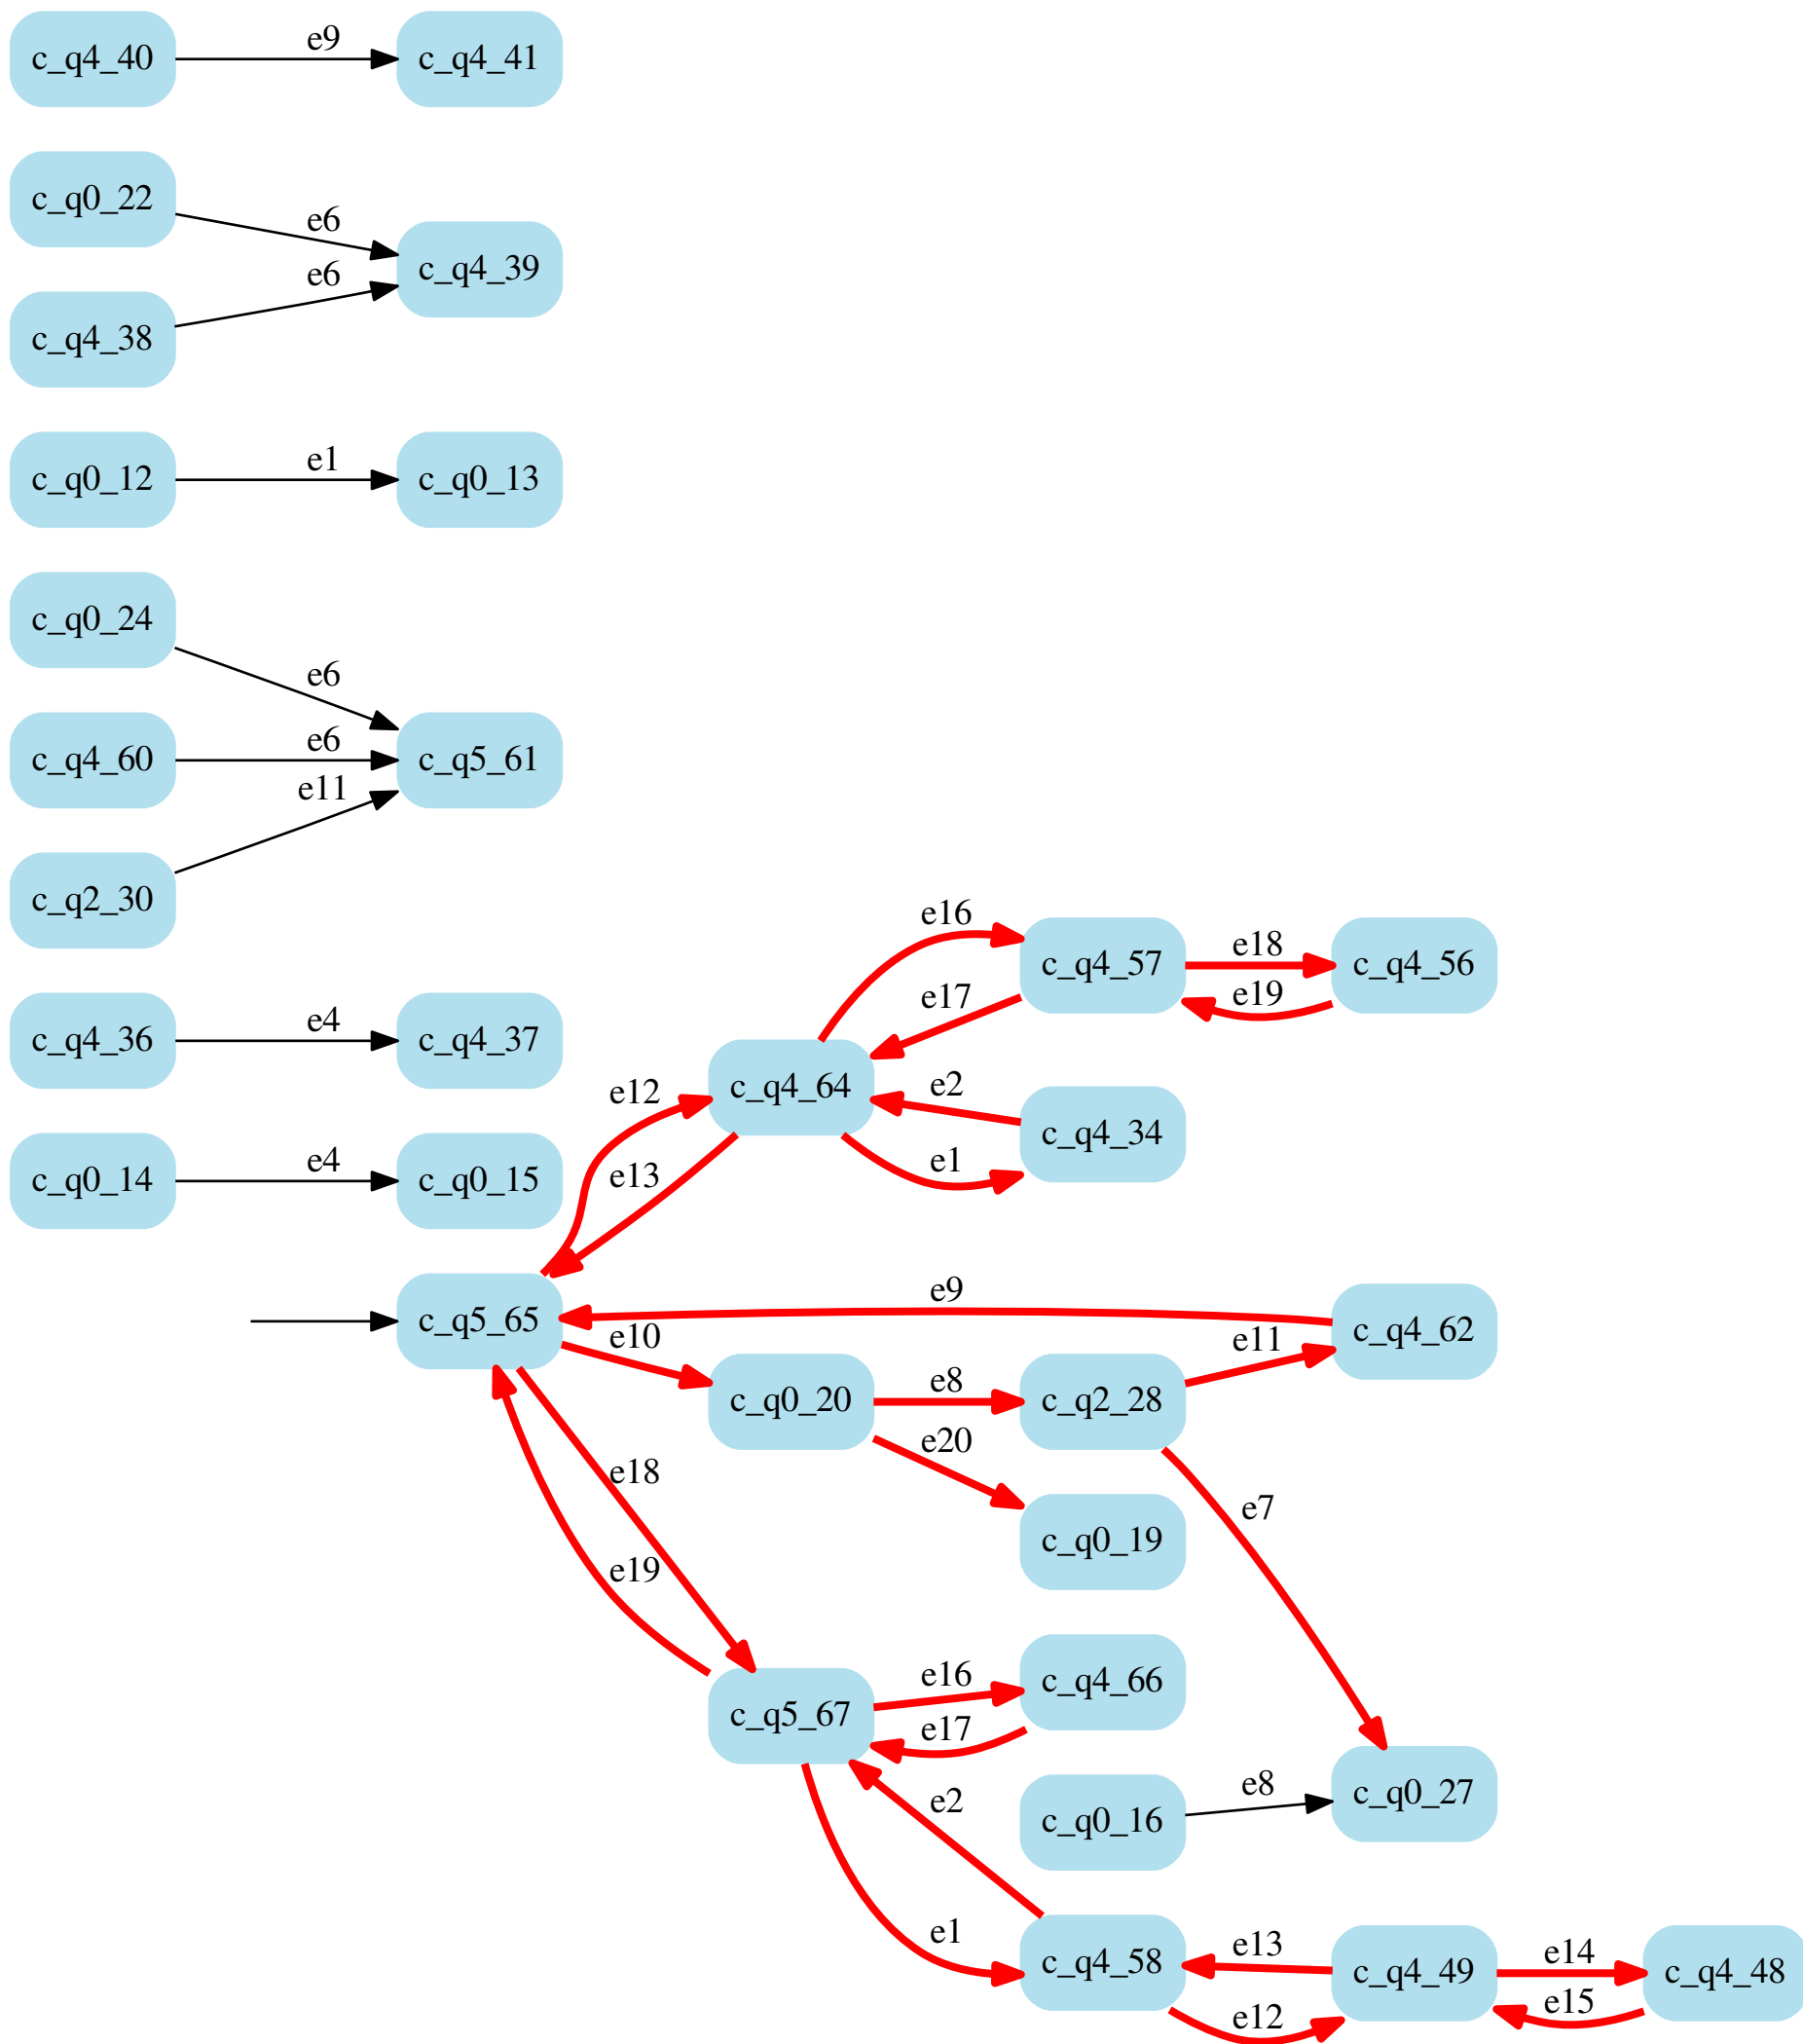 c_q4_40 e9 c_q4_41
c_q0_22 e6 c_q4_39
c_q4_38 e6
c_q0_12 e1 c_q0_13
c_q0_24 e6
c_q4_60 e6 c_q5_61
c_q2_30 e11
c_q4_36 e4 c_q4_37
c_q0_14 e4 c_q0_15
e16 c_q4_57 e18 c_q4_56
e17 e19
e12 c_q4_64 e2 c_q4_34
e13 e1
c_q5_65 e9 c_q4_62
e10 c_q0_20 e8 c_q2_28 e11
e20 c_q0_19 e7
e18
e19
c_q5_67 e16 c_q4_66
e17
e2 c_q0_16 e8 c_q0_27
e1 c_q4_58 e13 c_q4_49 e14 c_q4_48
e12 e15